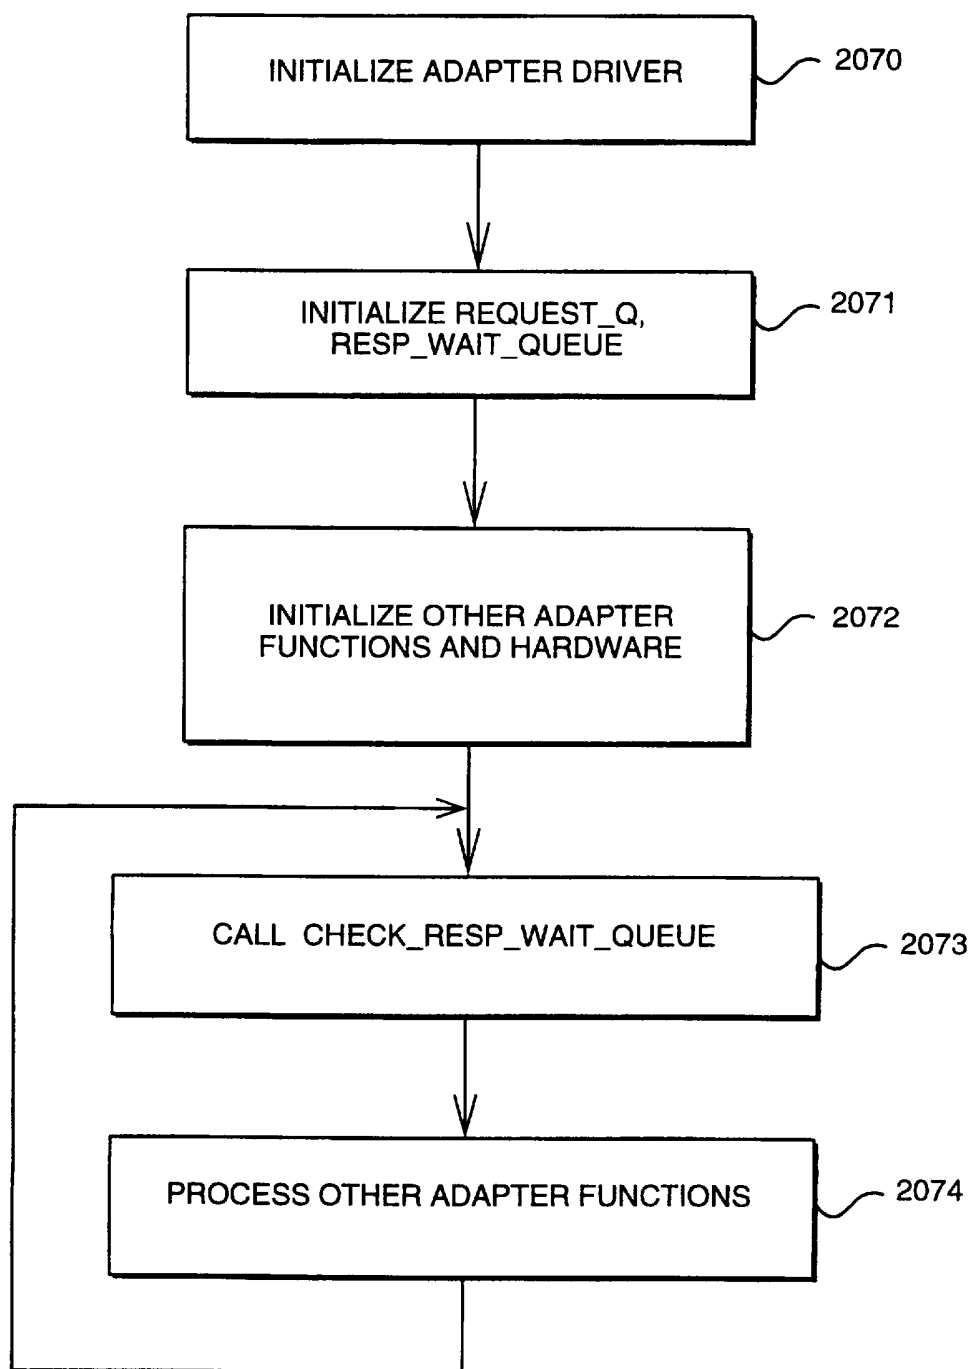 INITIALIZE ADAPTER DRIVER
2070
INITIALIZE REQUEST_Q,
RESP_WAIT_QUEUE
2071
INITIALIZE OTHER ADAPTER
FUNCTIONS AND HARDWARE
2072
CALL CHECK_RESP_WAIT_QUEUE
2073
PROCESS OTHER ADAPTER FUNCTIONS
2074